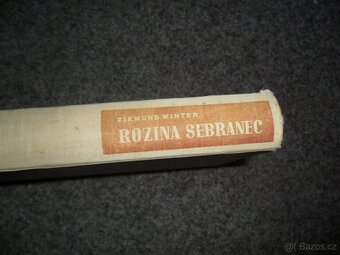 ZIKMUND WINTER
ROZINA SEBRANEC
Bazos.cz